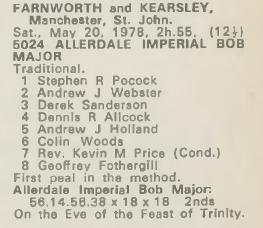 FARNWORTH and KEARSLEY,
Manchester, St. John.
Sat., May 20, 1978, 2h.55. (12½)
5024 ALLERDALE IMPERIAL BOB
MAJOR
Traditional.
1 Stephen R Pocock
2 Andrew J Webster
3 Derek Sanderson
4 Dennis R Allcock
5 Andrew J Holland
6 Colin Woods
7 Rev. Kevin M Price (Cond.)
8 Geoffrey Fothergill
First peal in the method.
Allerdale Imperial Bob Major:
56.14.56.38 x 18 x 18 2nds
On the Eve of the Feast of Trinity.